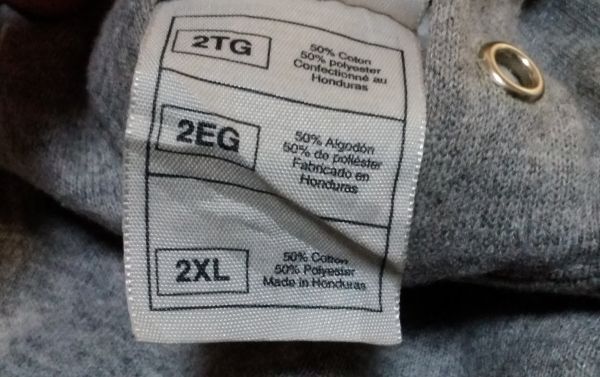 2TG
50% Coton
50% polyester
Confectionné au
Honduras
2EG
50% Algodón
50% de poliéster
Fabricado en
Honduras
2XL
50% Cotton
50% Polyester
Made in Honduras